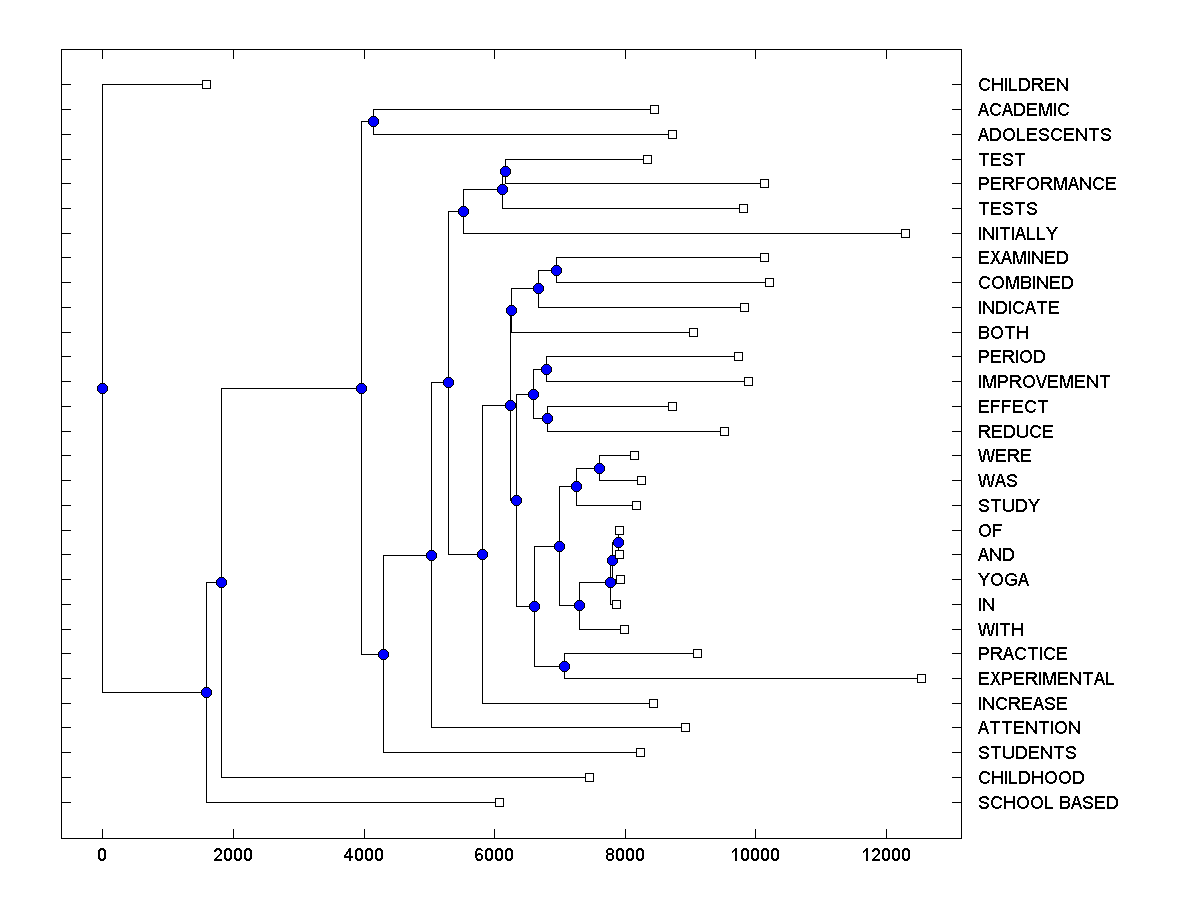 CHILDREN
ACADEMIC
ADOLESCENTS
TEST
PERFORMANCE
TESTS
INITIALLY
EXAMINED
COMBINED
INDICATE
BOTH
PERIOD
IMPROVEMENT
EFFECT
REDUCE
WERE
WAS
STUDY
OF
AND
YOGA
IN
WITH
PRACTICE
EXPERIMENTAL
INCREASE
ATTENTION
STUDENTS
CHILDHOOD
SCHOOL BASED
0 2000 4000 6000 8000 10000 12000